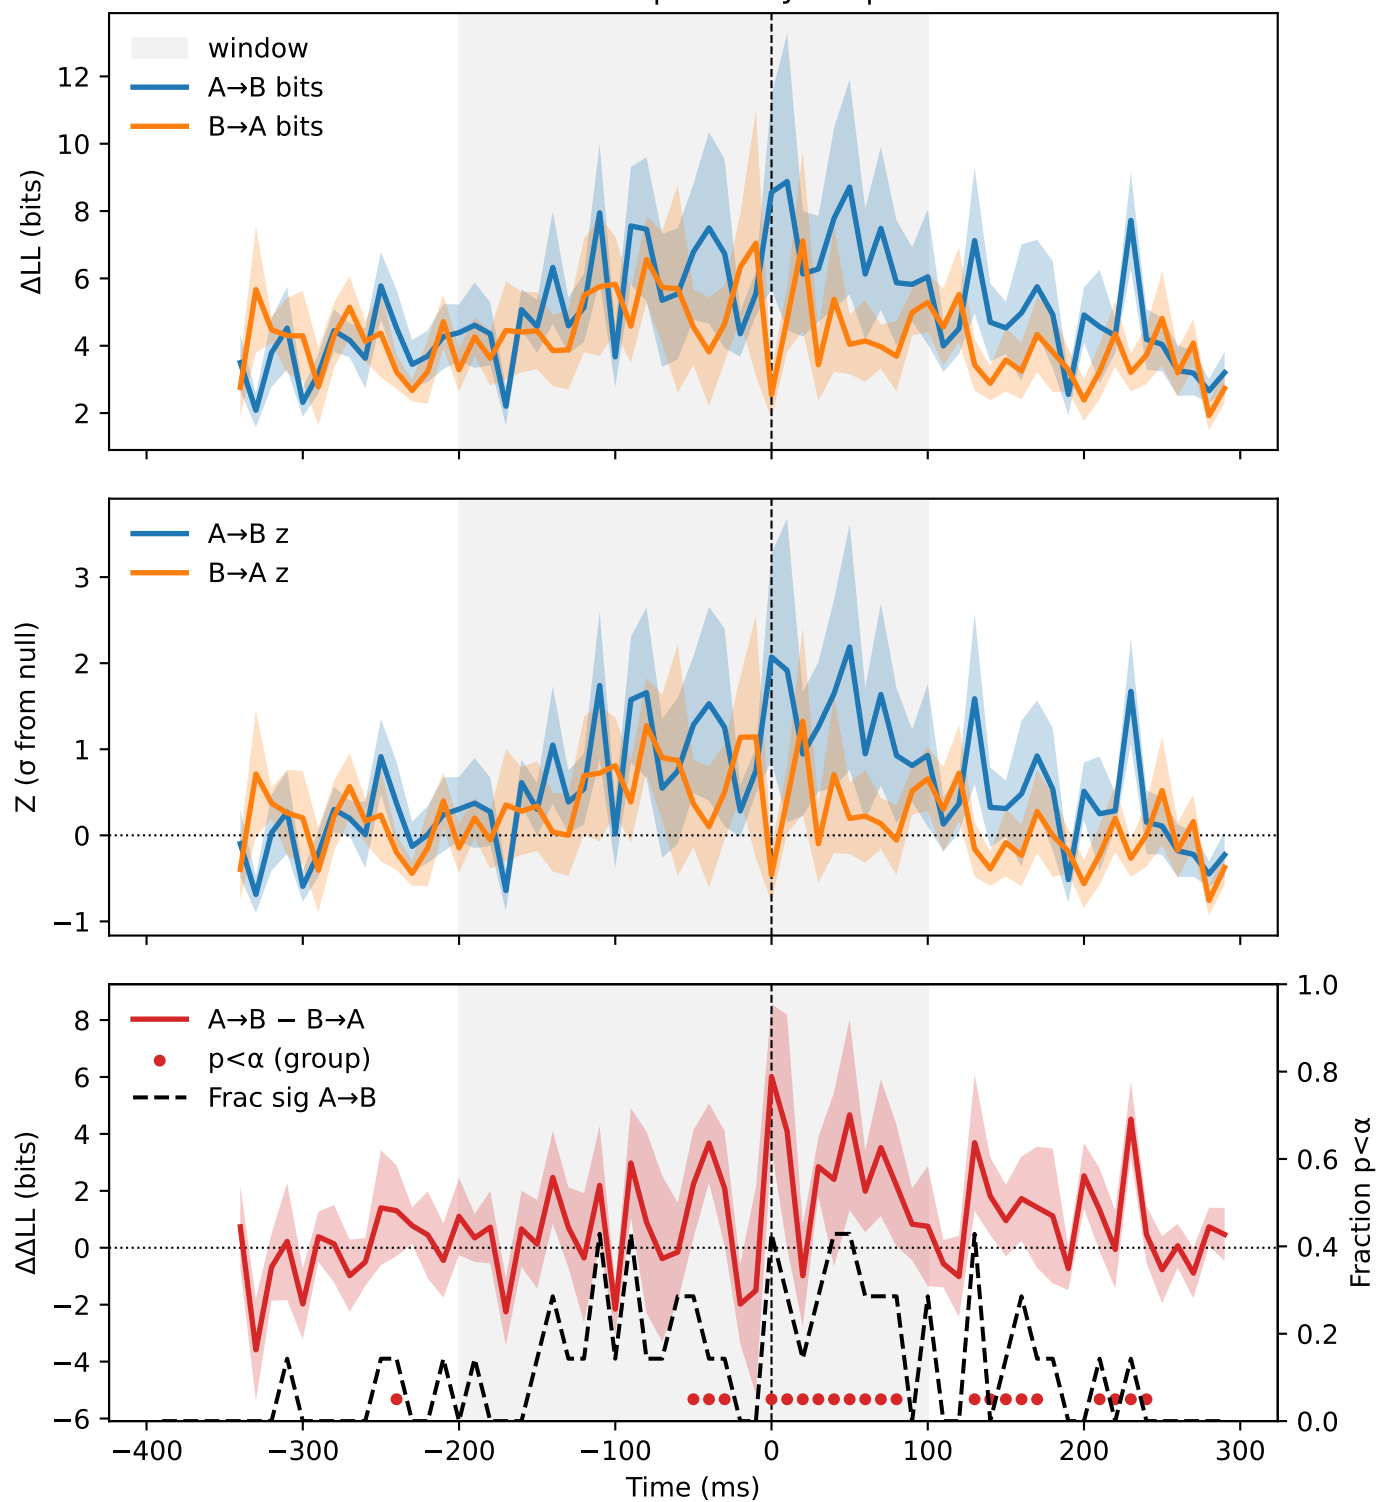 window
A→B bits
B→A bits
12
10
8
6
4
2
ΔLL (bits)
A→B z
B→A z
3
2
1
0
−1
Z (σ from null)
A→B − B→A
p<α (group)
Frac sig A→B
8
6
4
2
0
−2
−4
−6
ΔΔLL (bits)
1.0
0.8
0.6
0.4
0.2
0.0
Fraction p<α
−400
−300
−200
−100
0
100
200
300
Time (ms)